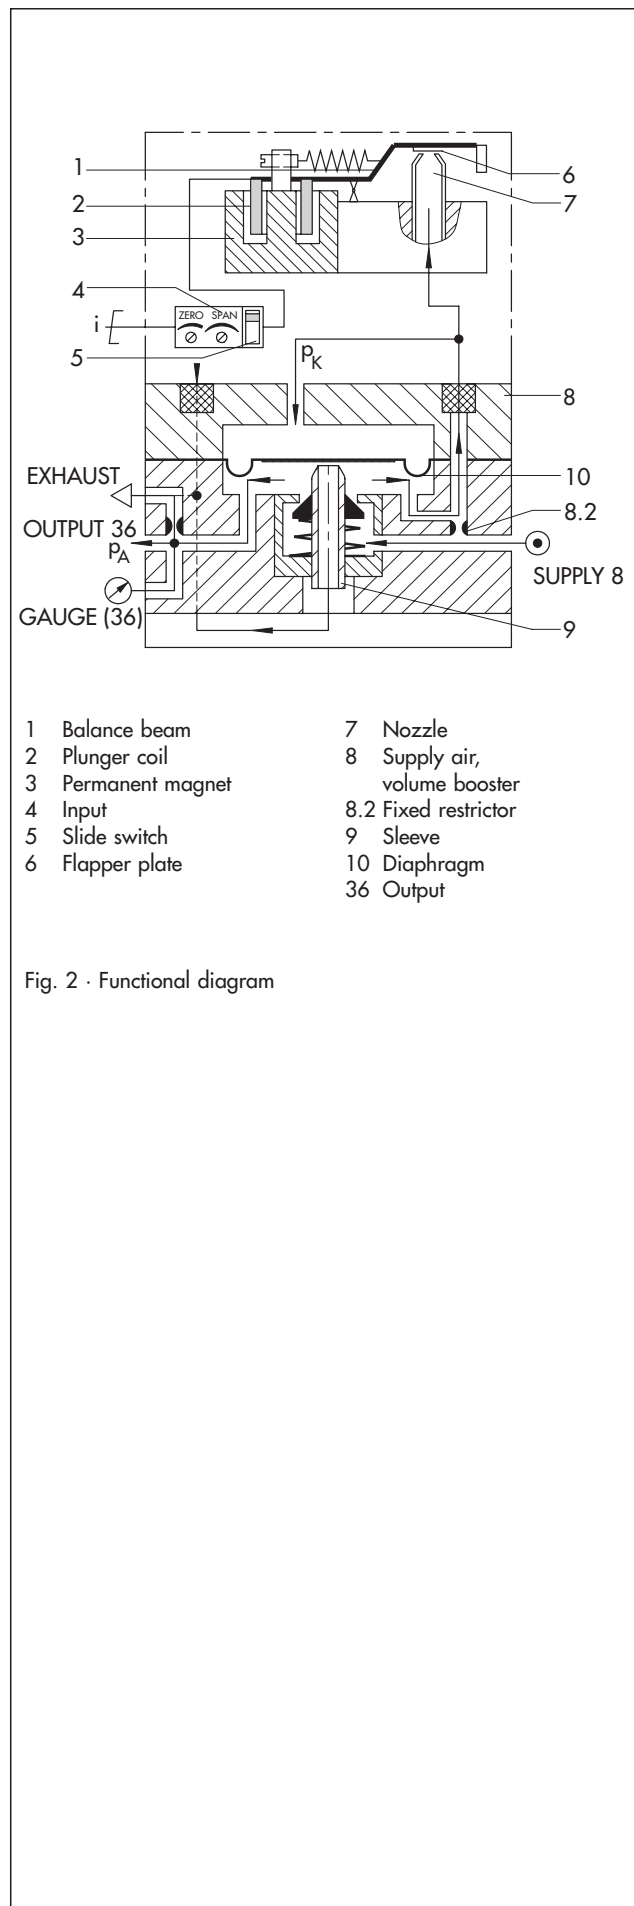 1
2
3
4
ZERO SPAN
i
5
6
7
pK
8
EXHAUST
10
OUTPUT 36
8.2
pA
SUPPLY 8
GAUGE (36)
9
1 Balance beam
2 Plunger coil
3 Permanent magnet
4 Input
5 Slide switch
6 Flapper plate
7 Nozzle
8 Supply air,
volume booster
8.2 Fixed restrictor
9 Sleeve
10 Diaphragm
36 Output
Fig. 2 · Functional diagram